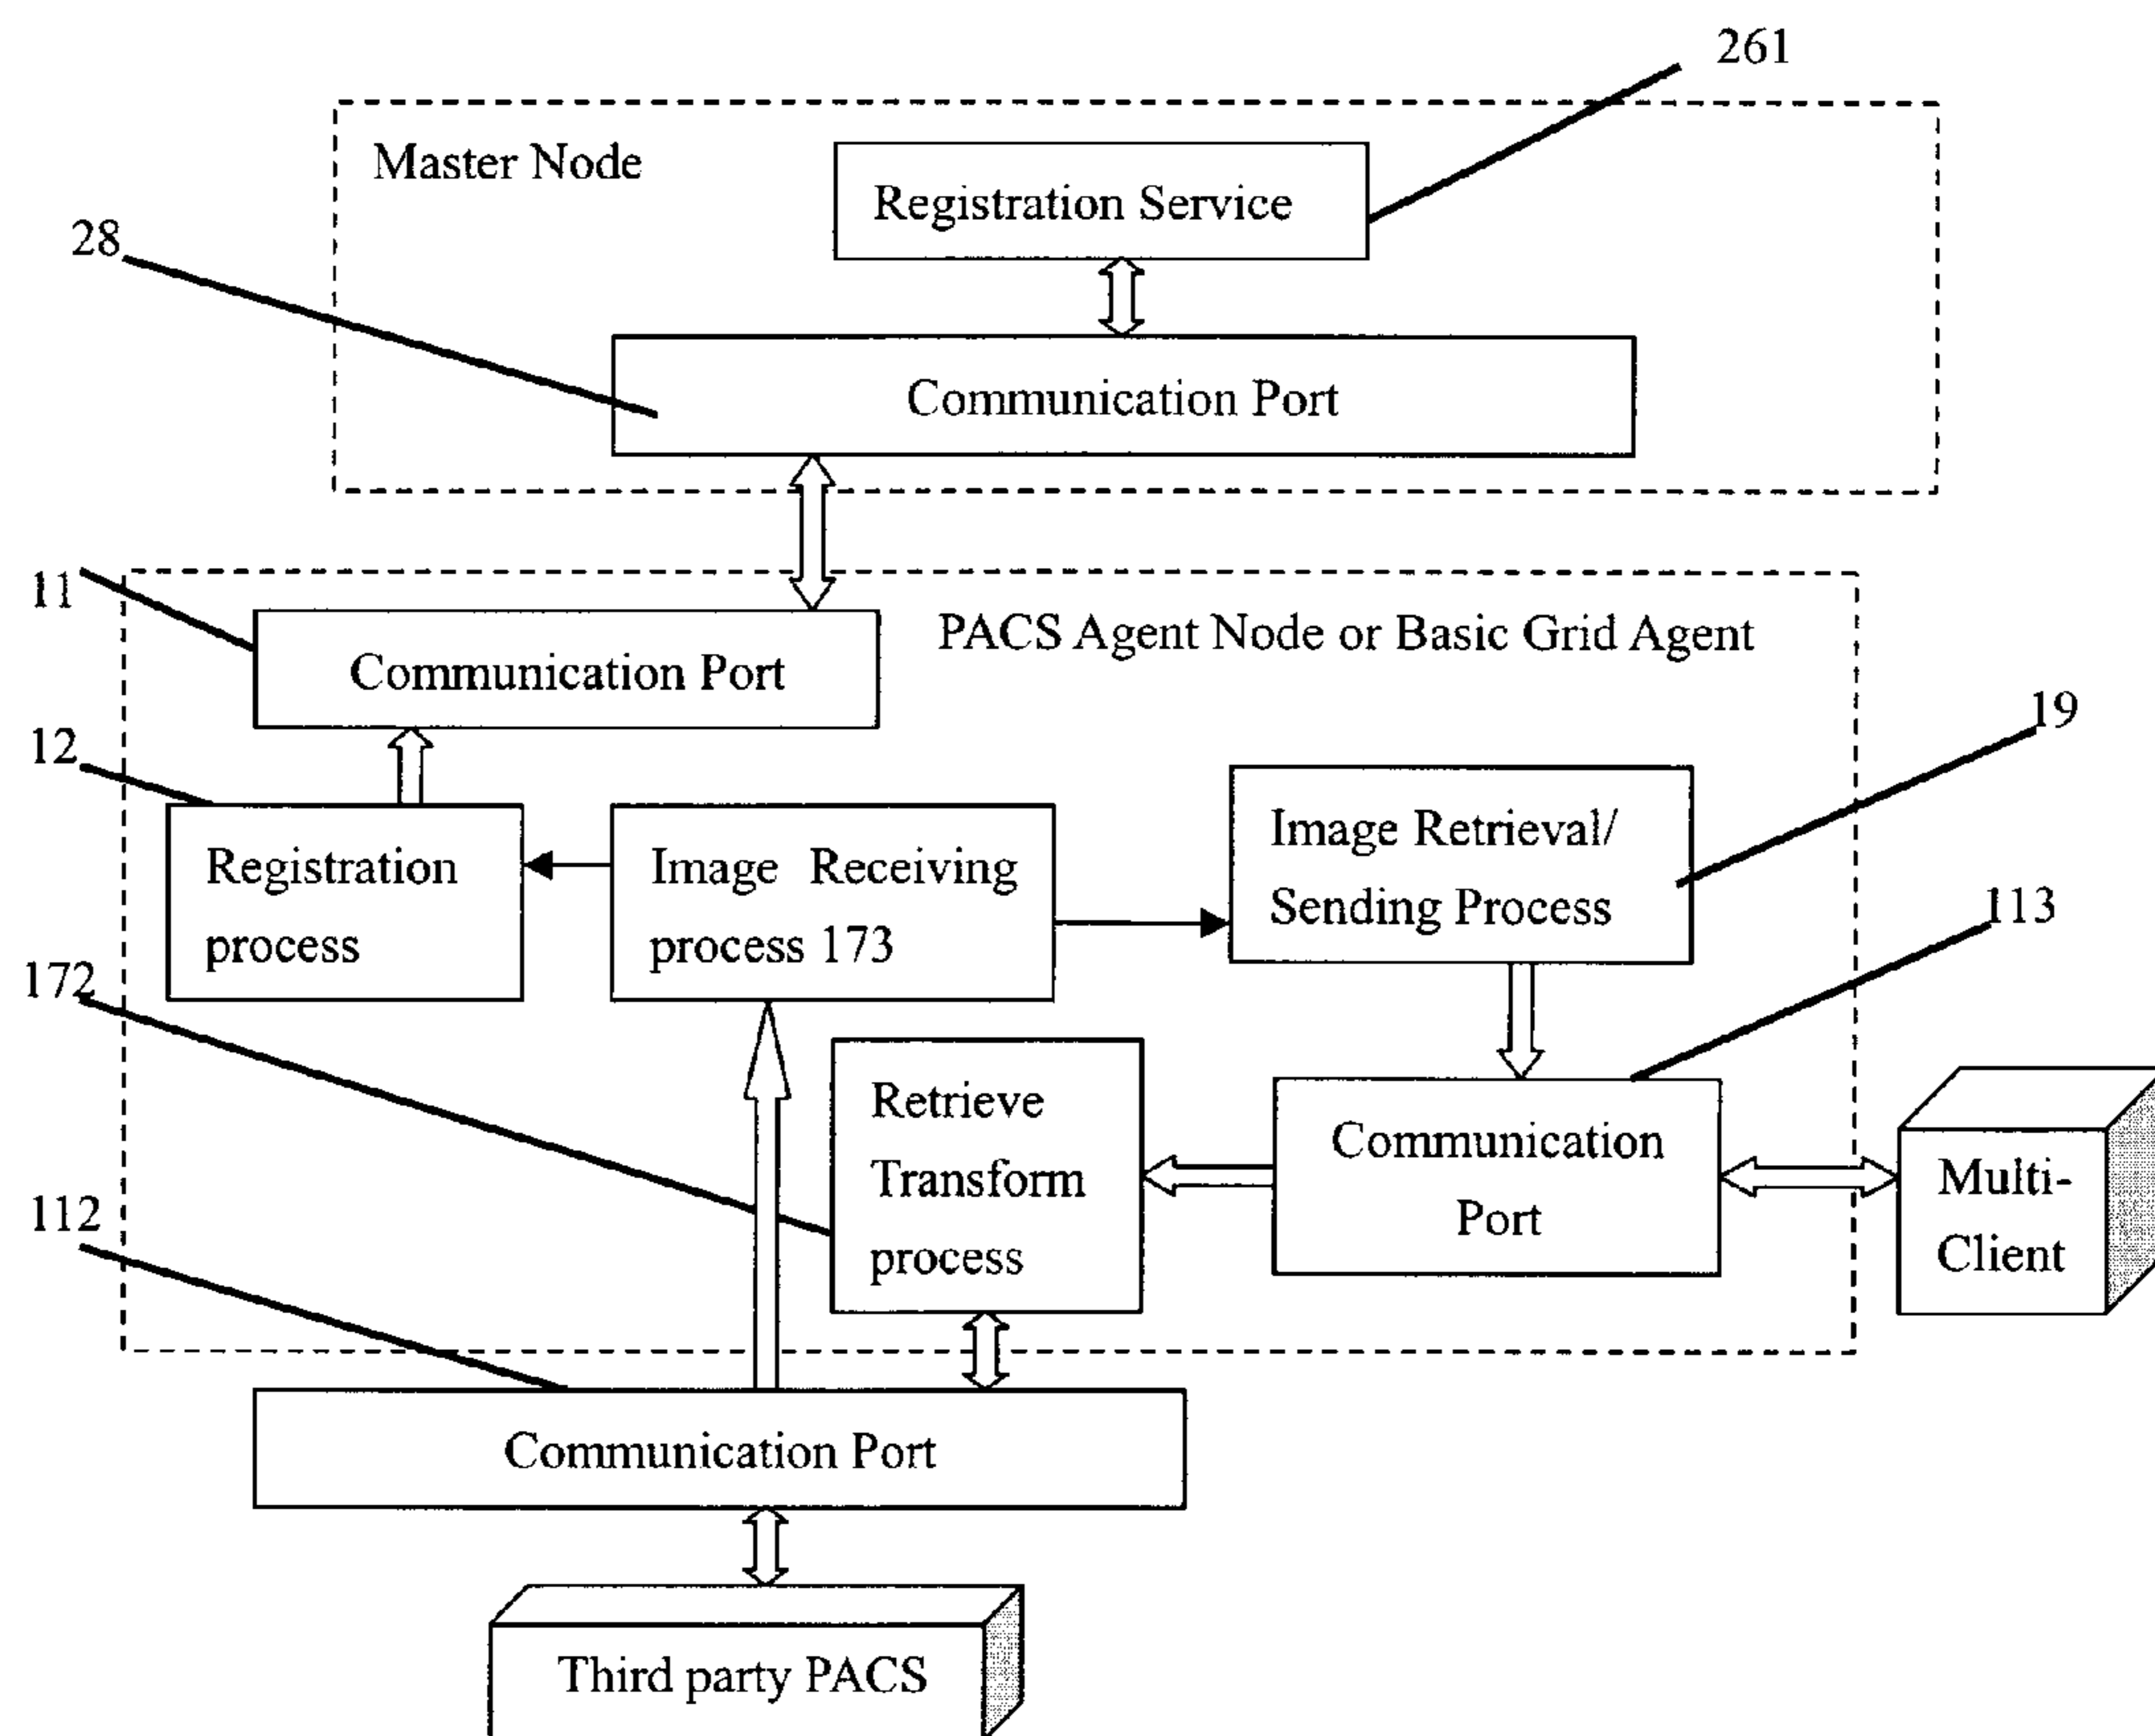 261
Master Node
Registration Service
28
Communication Port
11
PACS Agent Node or Basic Grid Agent
Communication Port
19
12
Image Retrieval/
Sending Process
Registration
process
Image Receiving
process 173
113
172
Retrieve
Transform
process
Communication
Port
Multi-
Client
112
Communication Port
Third party PACS